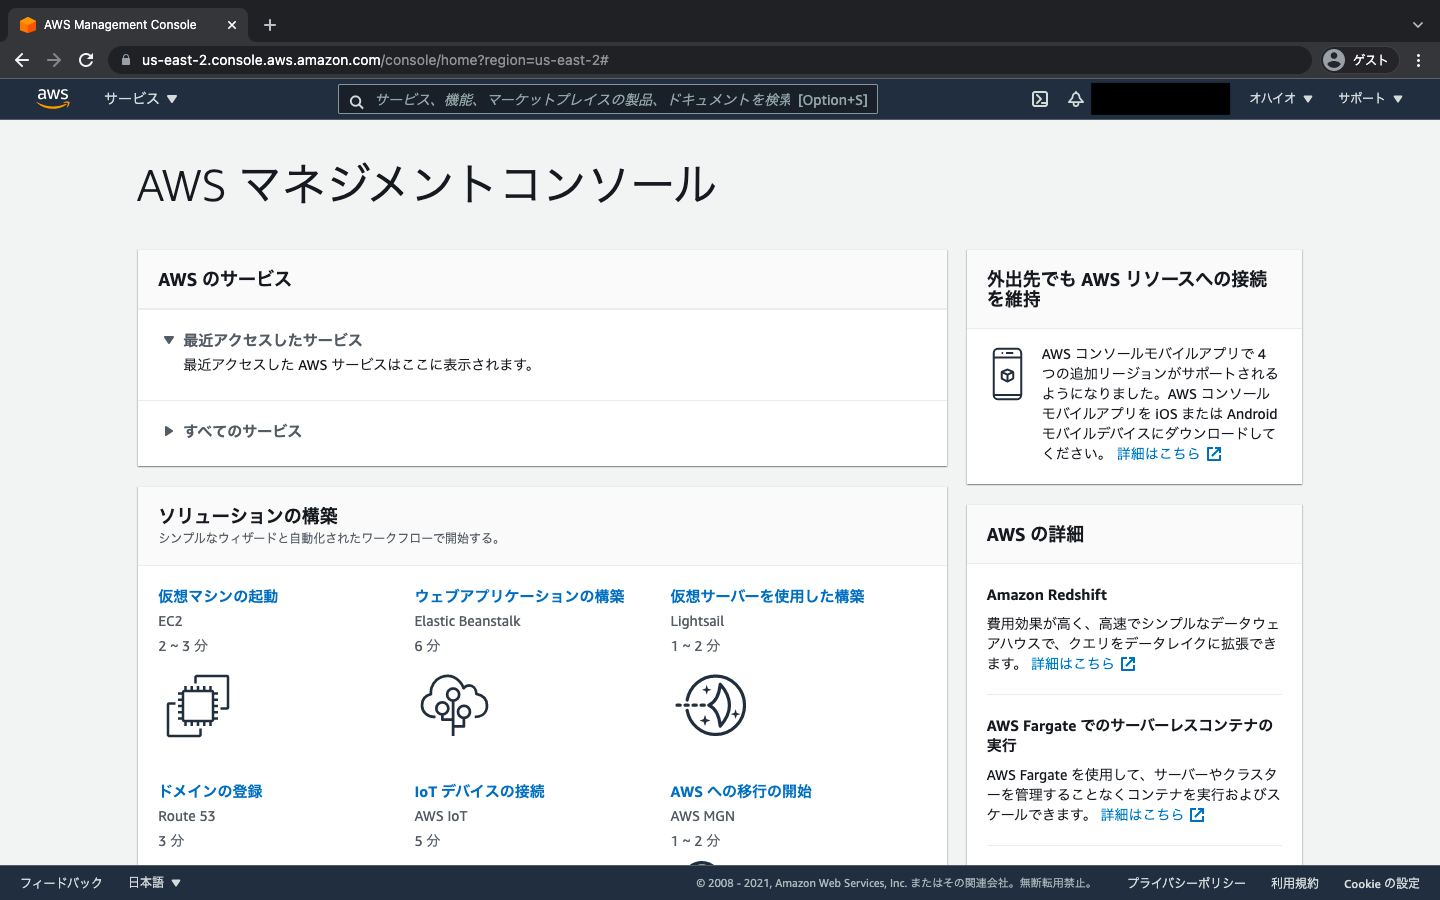 AWS Management Console
us-east-2.console.aws.amazon.com/console/home?region=us-east-2#
ゲスト
aws
サービス
サービス、機能、マーケットプレイスの製品、ドキュメントを検索 [Option+S]
オハイオ
サポート
AWS マネジメントコンソール
AWS のサービス
最近アクセスしたサービス
最近アクセスした AWS サービスはここに表示されます。
すべてのサービス
ソリューションの構築
シンプルなウィザードと自動化されたワークフローで開始する。
仮想マシンの起動
EC2
2 ~ 3 分
ウェブアプリケーションの構築
Elastic Beanstalk
6 分
仮想サーバーを使用した構築
Lightsail
1 ~ 2 分
ドメインの登録
Route 53
3 分
IoT デバイスの接続
AWS IoT
5 分
AWS への移行の開始
AWS MGN
1 ~ 2 分
外出先でも AWS リソースへの接続
を維持
AWS コンソールモバイルアプリで 4
つの追加リージョンがサポートされる
ようになりました。AWS コンソール
モバイルアプリを iOS または Android
モバイルデバイスにダウンロードして
ください。 詳細はこちら
AWS の詳細
Amazon Redshift
費用効果が高く、高速でシンプルなデータウェ
アハウスで、クエリをデータレイクに拡張でき
ます。 詳細はこちら
AWS Fargate でのサーバーレスコンテナの
実行
AWS Fargate を使用して、サーバーやクラスタ
ーを管理することなくコンテナを実行およびス
ケールできます。 詳細はこちら
フィードバック
日本語
© 2008 - 2021, Amazon Web Services, Inc. またはその関連会社。無断転用禁止。
プライバシーポリシー
利用規約
Cookie の設定